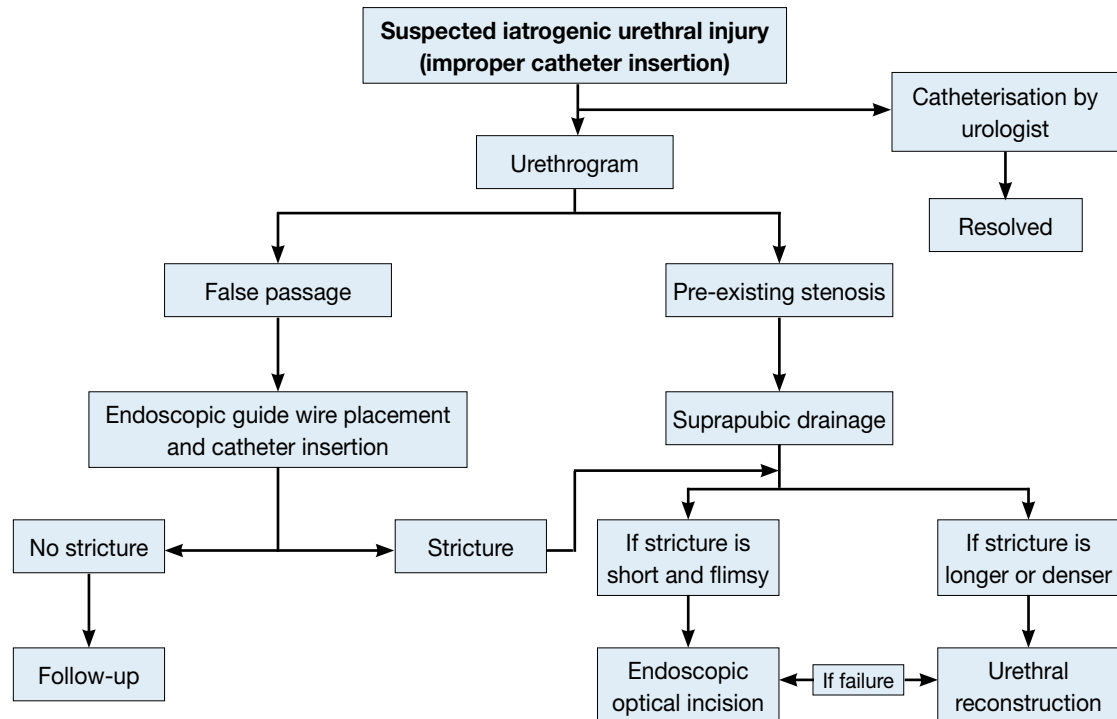 Suspected iatrogenic urethral injury
(improper catheter insertion)
Catheterisation by
urologist
Urethrogram
Resolved
False passage
Pre-existing stenosis
Endoscopic guide wire placement
and catheter insertion
Suprapubic drainage
No stricture
Stricture
If stricture is
short and flimsy
If stricture is
longer or denser
Follow-up
Endoscopic
optical incision
If failure
Urethral
reconstruction